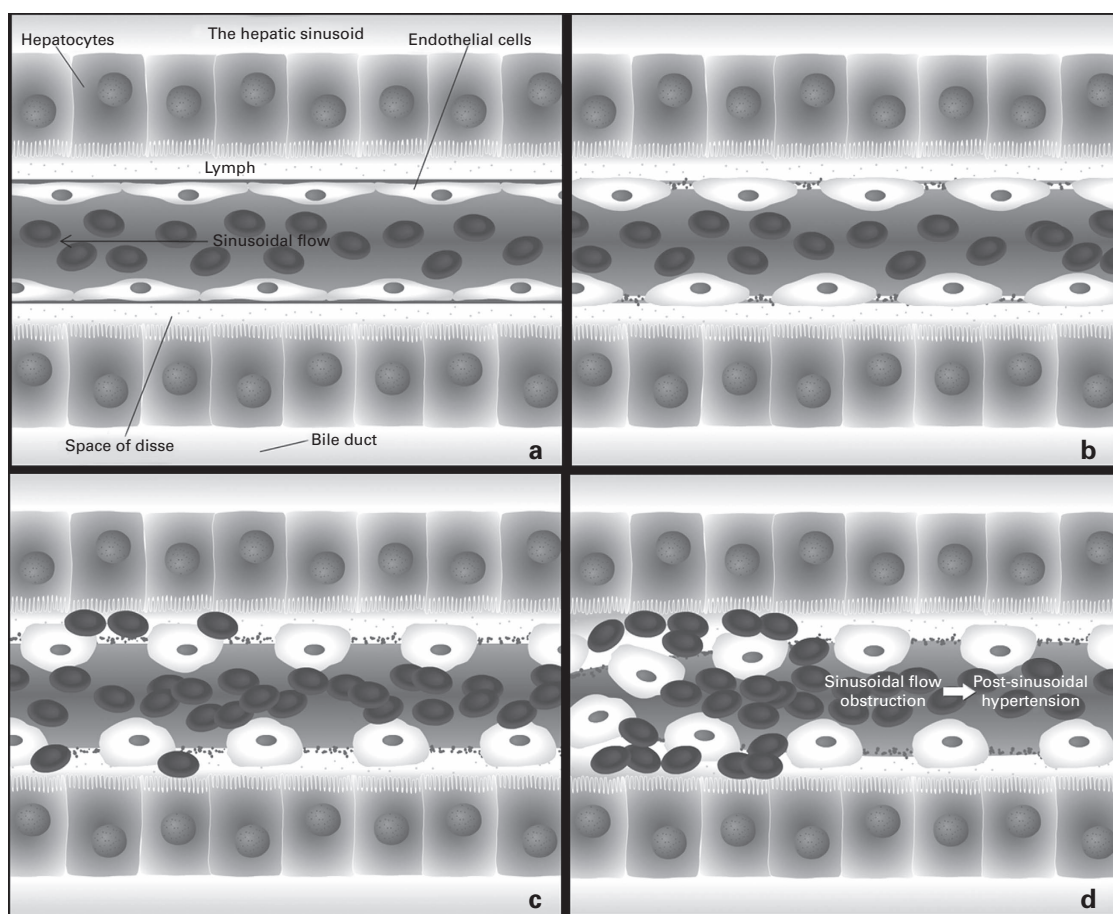 The hepatic sinusoid
Hepatocytes
Endothelial cells
Lymph
Sinusoidal flow
Space of disse
Bile duct
a
b
c
Sinusoidal flow
obstruction
Post-sinusoidal
hypertension
d